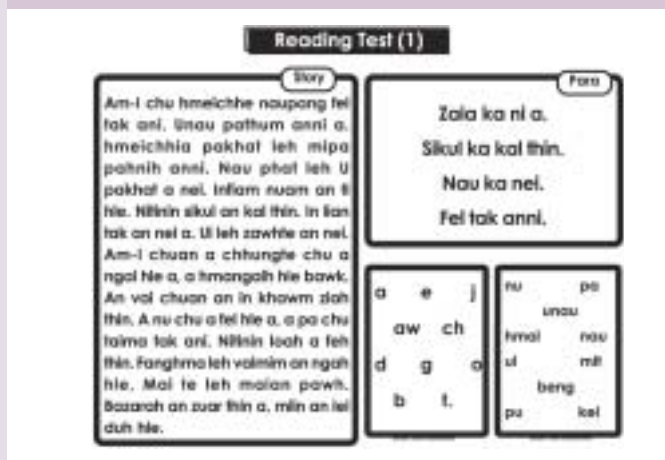 Reading Test (1)
Story
Am-i chu hmeichhe naupang fel
tak ani. Unau pathum anni a,
hmeichhia pakhat leh mipa
pahnih anni. Nau phat leh U
pakhat a nei. Infiam nuam an ti
hle. Nitinin sikul an kal thin. In lian
tak an nei a. Ui leh zawhte an nei.
Am-i chuan a chhungte chu a
ngai hle a, a hmangaih hle bawk.
An vai chuan an in khawm ziah
thin. A nu chu a fel hle a, a pa chu
taima tak ani. Nitinin loah a feh
thin. Fanghma leh vaimim an ngah
hle. Mai te leh maian pawh.
Bazarah an zuar thin a, miin an lei
duh hle.
Para
Zaia ka ni a.
Sikul ka kal thin.
Nau ka nei.
Fel tak anni.
a e j
aw ch
d g o
b t.
nu pa
unau
hmai nau
ui mit
beng
pu kei